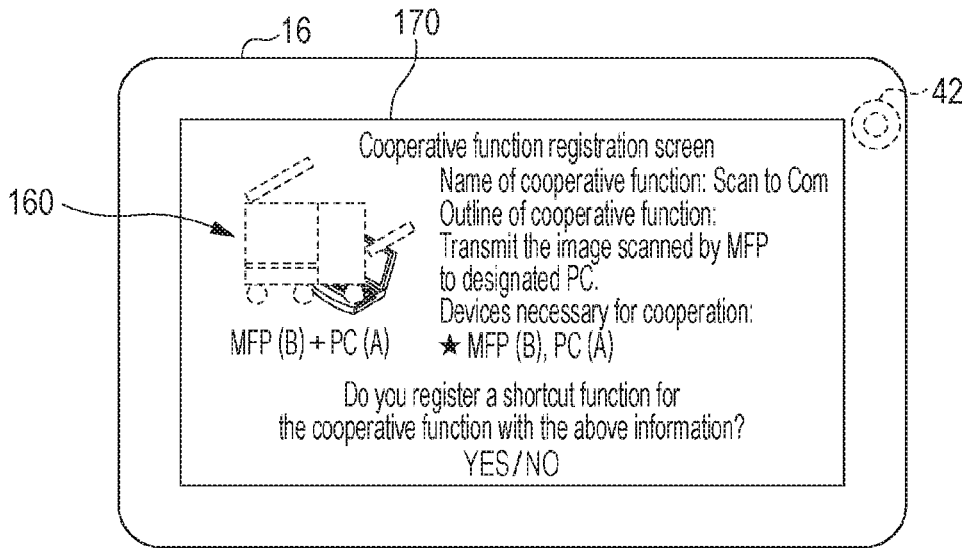 16
170
42
160
Cooperative function registration screen
Name of cooperative function: Scan to Com
Outline of cooperative function:
Transmit the image scanned by MFP
to designated PC.
Devices necessary for cooperation:
★ MFP (B), PC (A)
MFP (B) + PC (A)
Do you register a shortcut function for
the cooperative function with the above information?
YES/NO